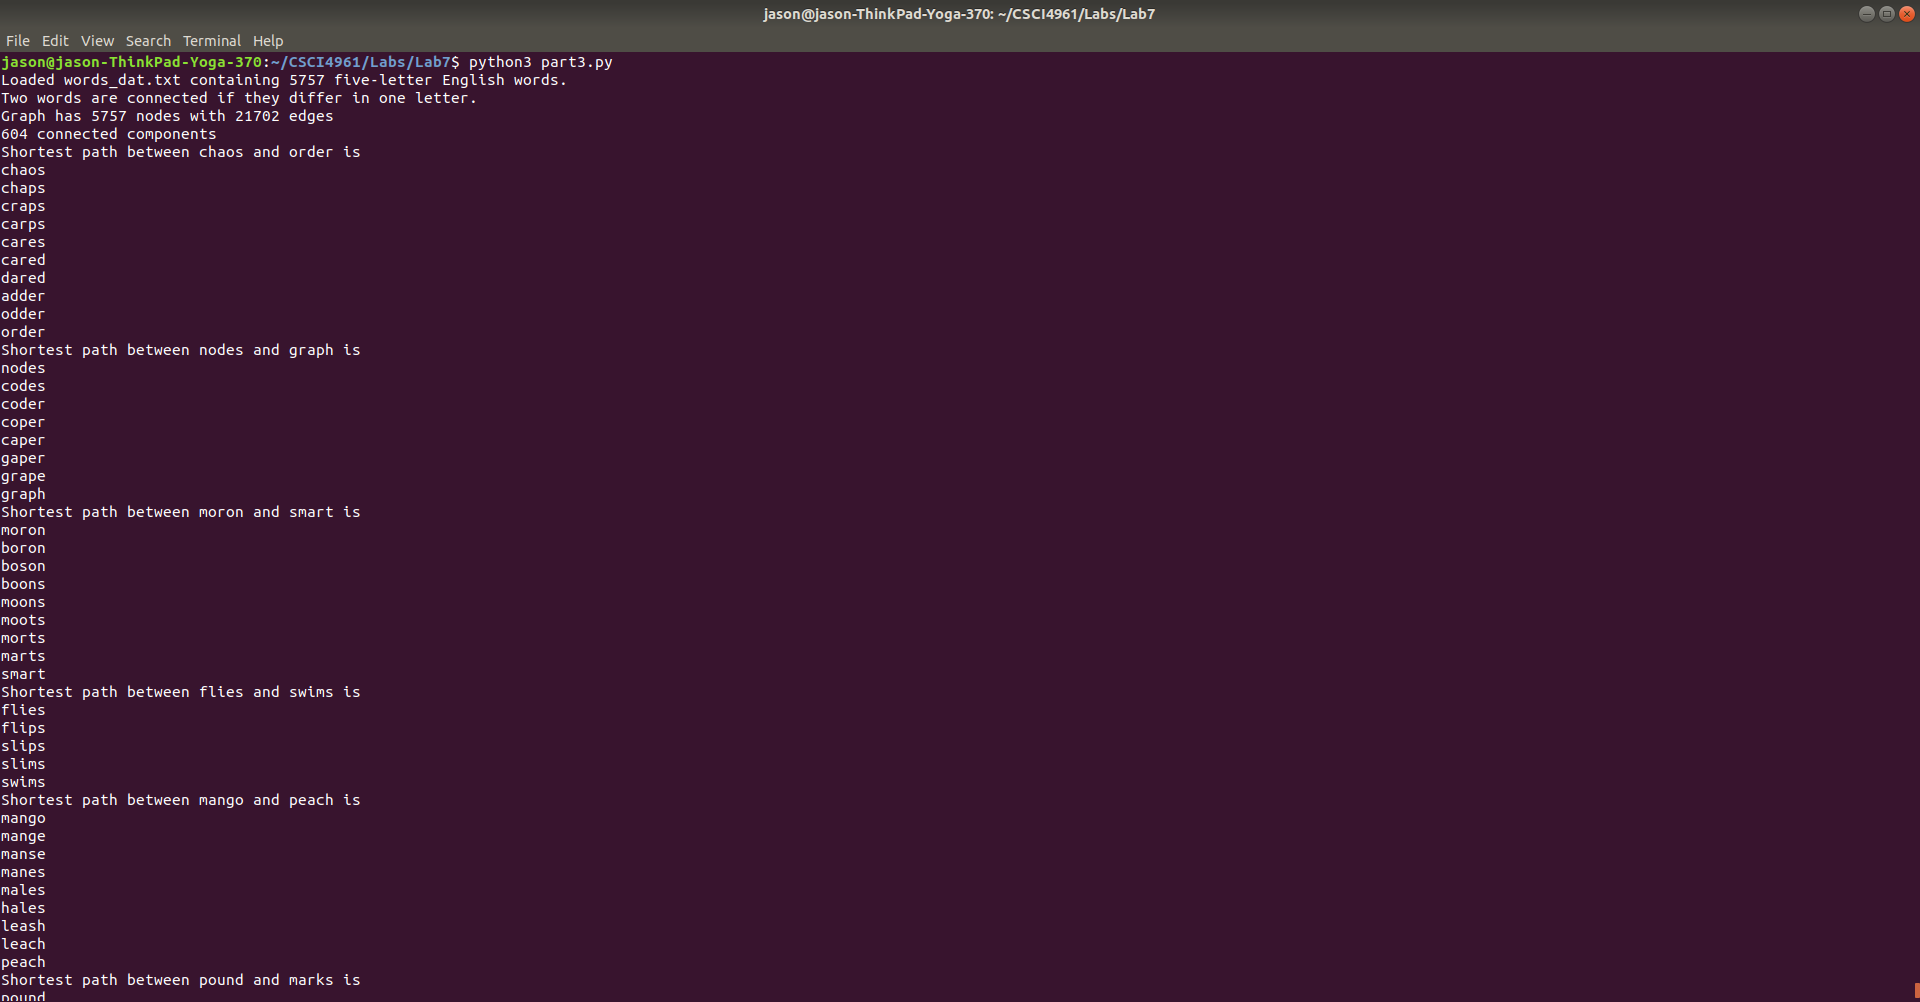 jason@jason-ThinkPad-Yoga-370: ~/CSCI4961/Labs/Lab7
File Edit View Search Terminal Help
jason@jason-ThinkPad-Yoga-370:~/CSCI4961/Labs/Lab7$ python3 part3.py
Loaded words_dat.txt containing 5757 five-letter English words.
Two words are connected if they differ in one letter.
Graph has 5757 nodes with 21702 edges
604 connected components
Shortest path between chaos and order is
chaos
chaps
craps
carps
cares
cared
dared
adder
odder
order
Shortest path between nodes and graph is
nodes
codes
coder
coper
caper
gaper
grape
graph
Shortest path between moron and smart is
moron
boron
boson
boons
moons
moots
morts
marts
smart
Shortest path between flies and swims is
flies
flips
slips
slims
swims
Shortest path between mango and peach is
mango
mange
manse
manes
males
hales
leash
leach
peach
Shortest path between pound and marks is
pound